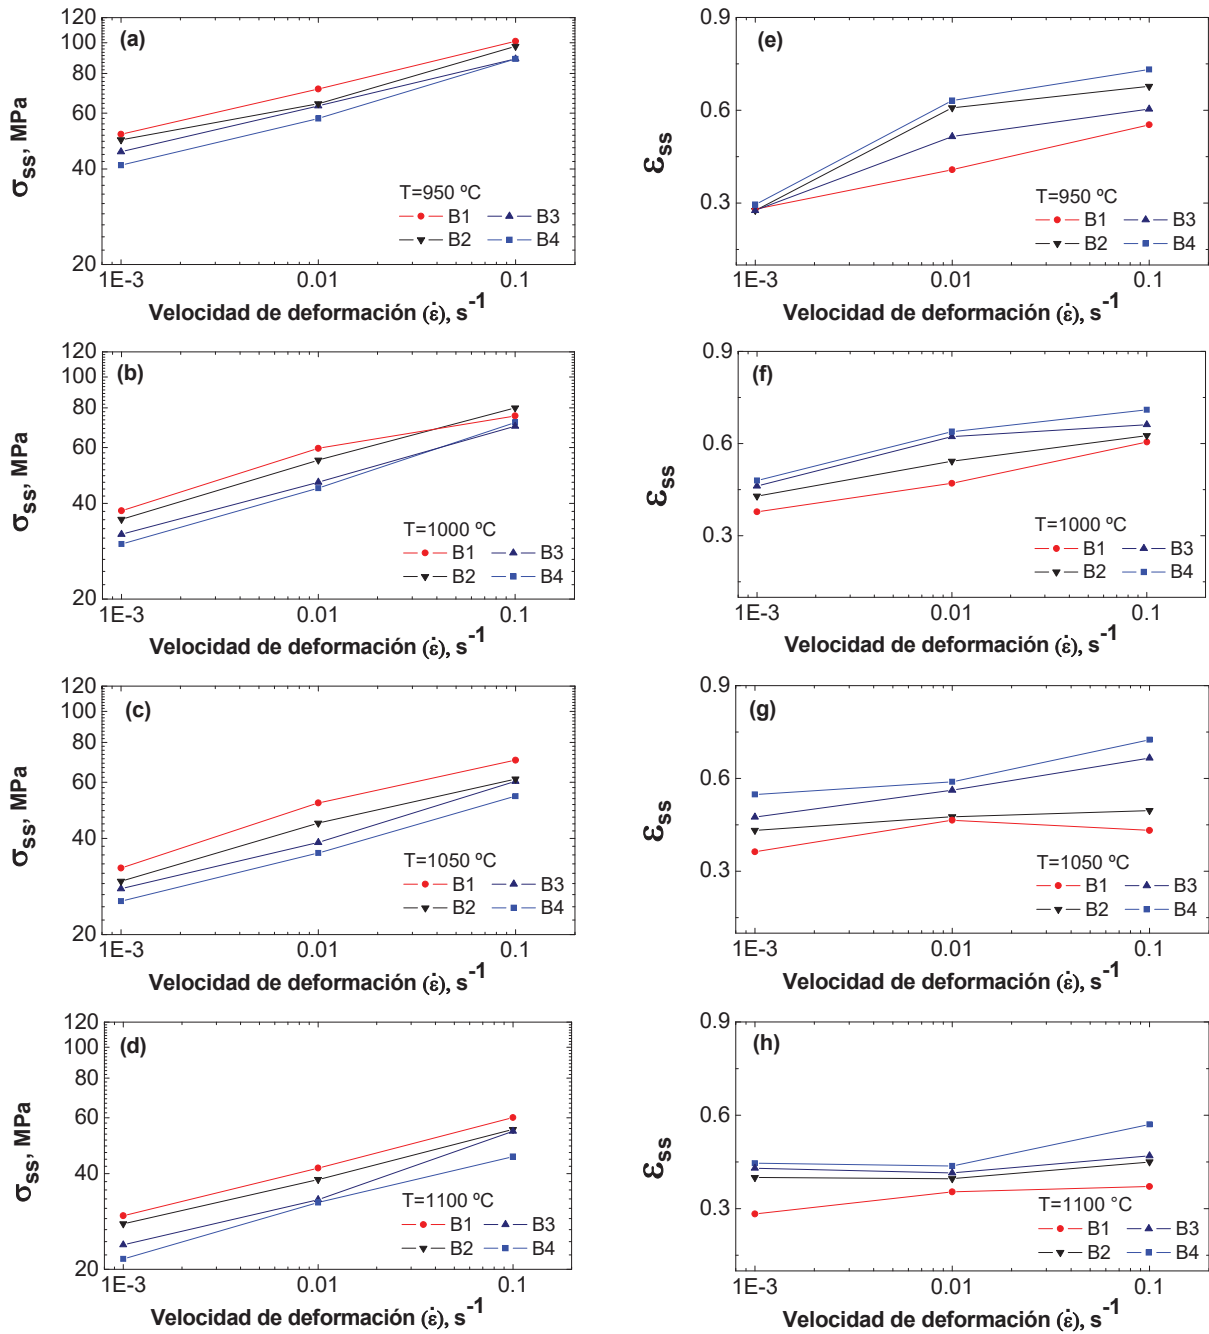 (a)
120
100
80
60
40
20
σss, MPa
T=950 ºC
B1 B3
B2 B4
1E-3 0.01 0.1
Velocidad de deformación (ε̇), s-1
(e)
0.9
0.6
0.3
εss
T=950 ºC
B1 B3
B2 B4
1E-3 0.01 0.1
Velocidad de deformación (ε̇), s-1
(b)
120
100
80
60
40
20
σss, MPa
T=1000 ºC
B1 B3
B2 B4
1E-3 0.01 0.1
Velocidad de deformación (ε̇), s-1
(f)
0.9
0.6
0.3
εss
T=1000 ºC
B1 B3
B2 B4
1E-3 0.01 0.1
Velocidad de deformación (ε̇), s-1
(c)
120
100
80
60
40
20
σss, MPa
T=1050 ºC
B1 B3
B2 B4
1E-3 0.01 0.1
Velocidad de deformación (ε̇), s-1
(g)
0.9
0.6
0.3
εss
T=1050 ºC
B1 B3
B2 B4
1E-3 0.01 0.1
Velocidad de deformación (ε̇), s-1
(d)
120
100
80
60
40
20
σss, MPa
T=1100 ºC
B1 B3
B2 B4
1E-3 0.01 0.1
Velocidad de deformación (ε̇), s-1
(h)
0.9
0.6
0.3
εss
T=1100 °C
B1 B3
B2 B4
1E-3 0.01 0.1
Velocidad de deformación (ε̇), s-1